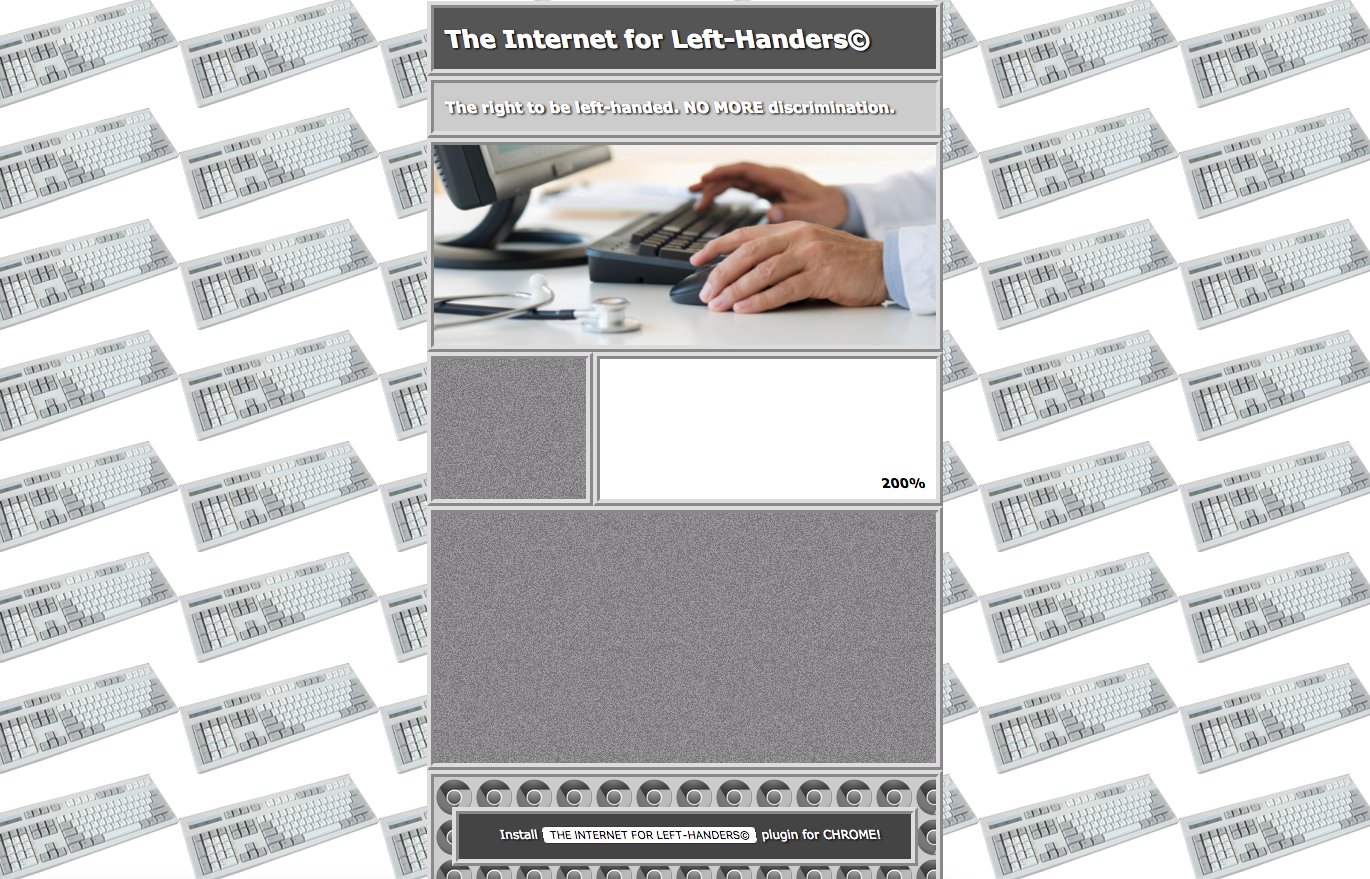 The Internet for Left-Handers©
The right to be left-handed. NO MORE discrimination.
200%
Install THE INTERNET FOR LEFT-HANDERS© plugin for CHROME!